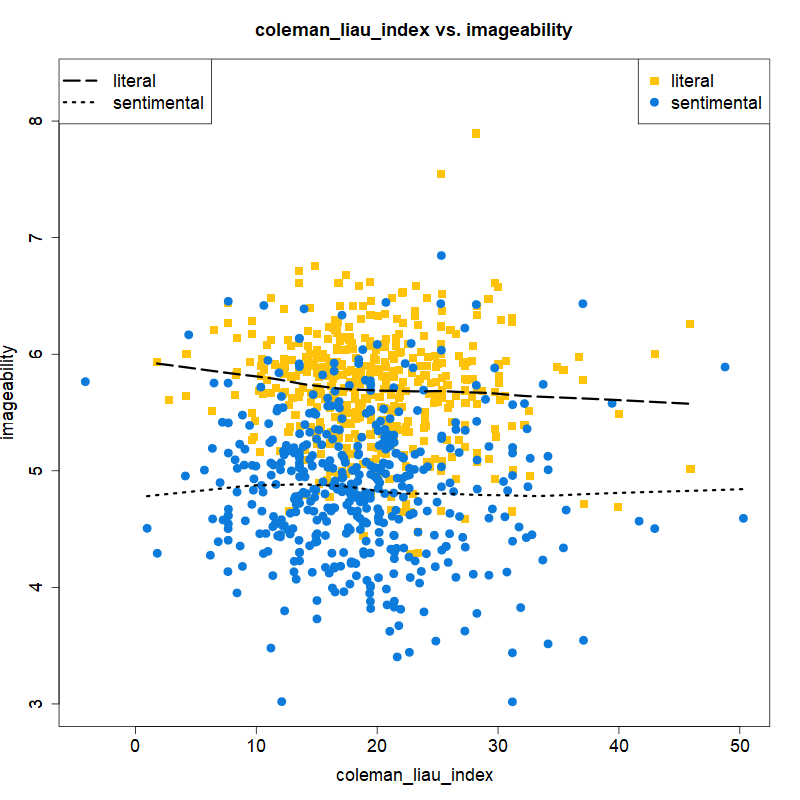 coleman_liau_index vs. imageability
literal
sentimental
literal
sentimental
8
7
6
5
4
3
imageability
0 10 20 30 40 50
coleman_liau_index